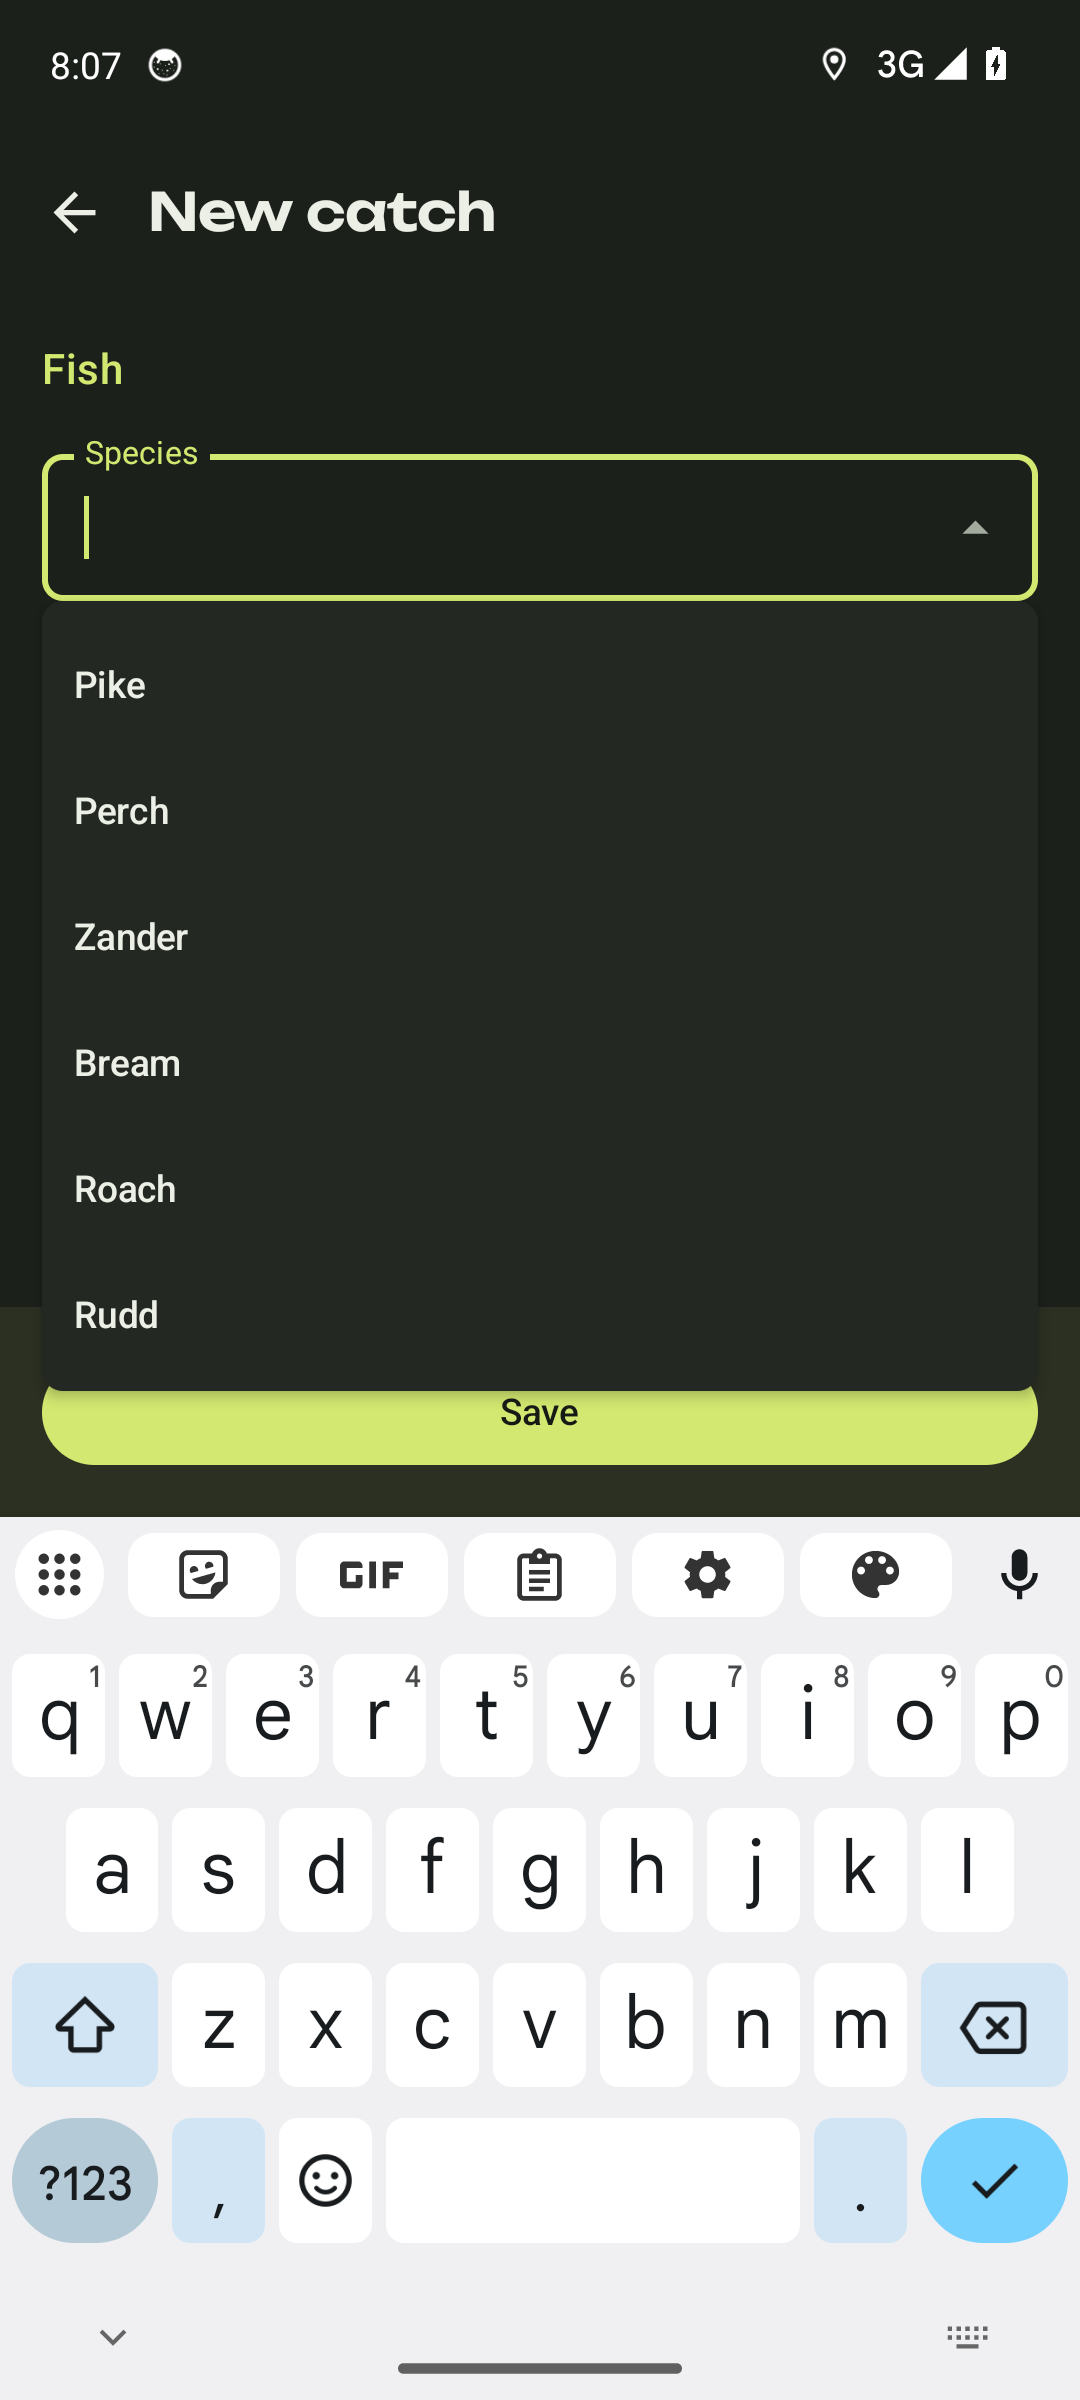 8:07
3G
New catch
Fish
Species
Pike
Perch
Zander
Bream
Roach
Rudd
Save
GIF
q 1 w 2 e 3 r 4 t 5 y 6 u 7 i 8 o 9 p 0
a s d f g h j k l
z x c v b n m
?123 , .